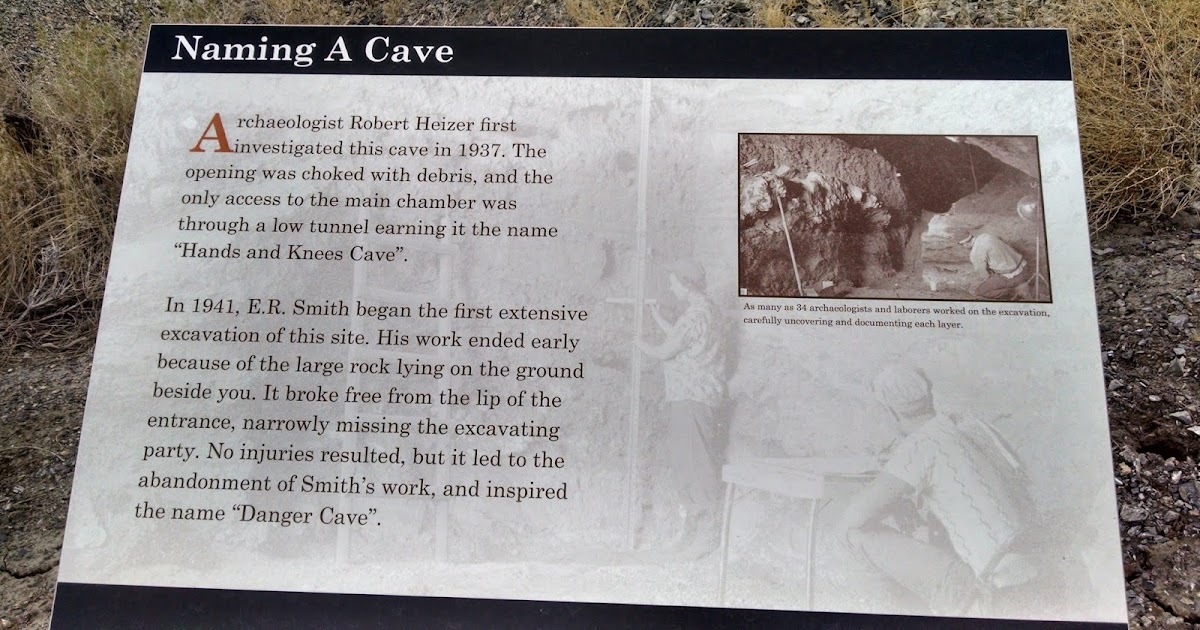 Naming A Cave
Archaeologist Robert Heizer first
investigated this cave in 1937. The
opening was choked with debris, and the
only access to the main chamber was
through a low tunnel earning it the name
“Hands and Knees Cave”.
In 1941, E.R. Smith began the first extensive
excavation of this site. His work ended early
because of the large rock lying on the ground
beside you. It broke free from the lip of the
entrance, narrowly missing the excavating
party. No injuries resulted, but it led to the
abandonment of Smith’s work, and inspired
the name “Danger Cave”.
As many as 34 archaeologists and laborers worked on the excavation,
carefully uncovering and documenting each layer.